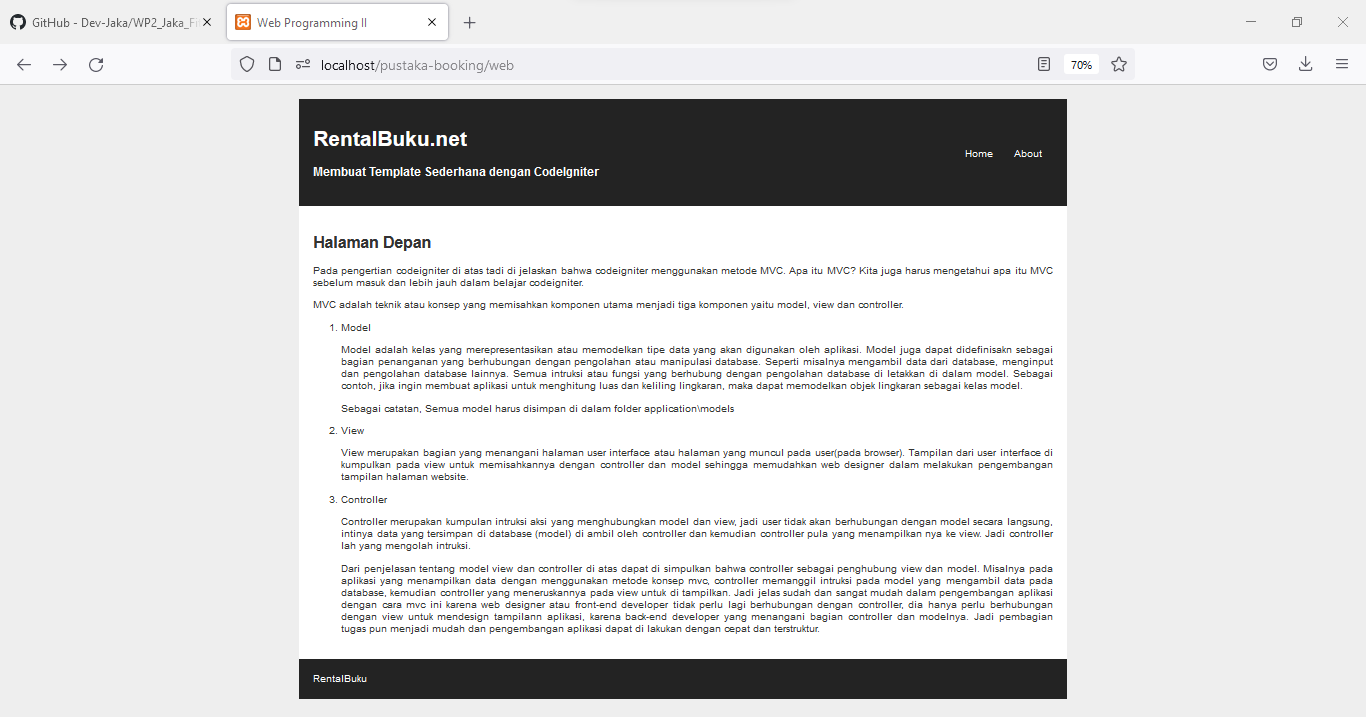 GitHub - Dev-Jaka/WP2_Jaka_Fi
Web Programming II
localhost/pustaka-booking/web
70%
RentalBuku.net
Home About
Membuat Template Sederhana dengan CodeIgniter
Halaman Depan
Pada pengertian codeigniter di atas tadi di jelaskan bahwa codeigniter menggunakan metode MVC. Apa itu MVC? Kita juga harus mengetahui apa itu MVC
sebelum masuk dan lebih jauh dalam belajar codeigniter.
MVC adalah teknik atau konsep yang memisahkan komponen utama menjadi tiga komponen yaitu model, view dan controller.
1. Model
Model adalah kelas yang merepresentasikan atau memodelkan tipe data yang akan digunakan oleh aplikasi. Model juga dapat didefinisakn sebagai
bagian penanganan yang berhubungan dengan pengolahan atau manipulasi database. Seperti misalnya mengambil data dari database, menginput
dan pengolahan database lainnya. Semua intruksi atau fungsi yang berhubung dengan pengolahan database di letakkan di dalam model. Sebagai
contoh, jika ingin membuat aplikasi untuk menghitung luas dan keliling lingkaran, maka dapat memodelkan objek lingkaran sebagai kelas model.
Sebagai catatan, Semua model harus disimpan di dalam folder application\models
2. View
View merupakan bagian yang menangani halaman user interface atau halaman yang muncul pada user(pada browser). Tampilan dari user interface di
kumpulkan pada view untuk memisahkannya dengan controller dan model sehingga memudahkan web designer dalam melakukan pengembangan
tampilan halaman website.
3. Controller
Controller merupakan kumpulan intruksi aksi yang menghubungkan model dan view, jadi user tidak akan berhubungan dengan model secara langsung,
intinya data yang tersimpan di database (model) di ambil oleh controller dan kemudian controller pula yang menampilkan nya ke view. Jadi controller
lah yang mengolah intruksi.
Dari penjelasan tentang model view dan controller di atas dapat di simpulkan bahwa controller sebagai penghubung view dan model. Misalnya pada
aplikasi yang menampilkan data dengan menggunakan metode konsep mvc, controller memanggil intruksi pada model yang mengambil data pada
database, kemudian controller yang meneruskannya pada view untuk di tampilkan. Jadi jelas sudah dan sangat mudah dalam pengembangan aplikasi
dengan cara mvc ini karena web designer atau front-end developer tidak perlu lagi berhubungan dengan controller, dia hanya perlu berhubungan
dengan view untuk mendesign tampilann aplikasi, karena back-end developer yang menangani bagian controller dan modelnya. Jadi pembagian
tugas pun menjadi mudah dan pengembangan aplikasi dapat di lakukan dengan cepat dan terstruktur.
RentalBuku